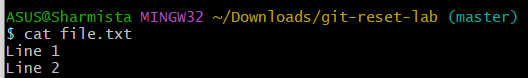 ASUS@Sharmista MINGW32 ~/Downloads/git-reset-lab (master)
$ cat file.txt
Line 1
Line 2